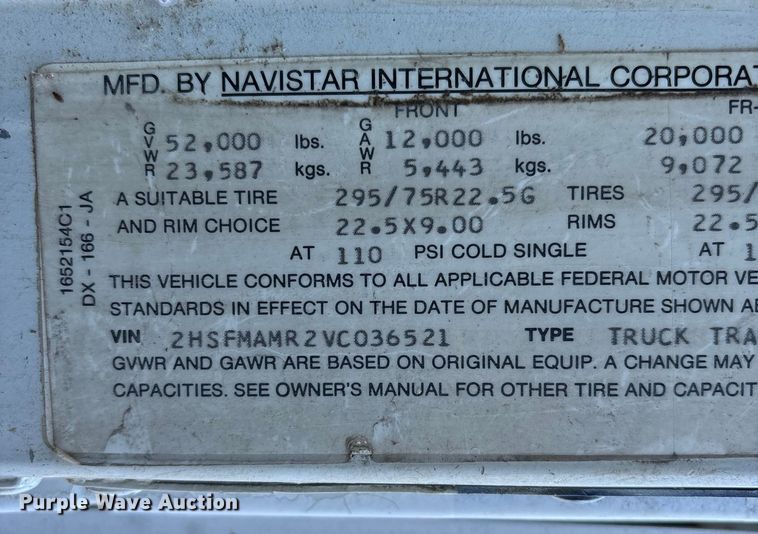 MFD. BY NAVISTAR INTERNATIONAL CORPORAT
FRONT FR-
GVWR 52,000 lbs. GAWR 12,000 lbs. 20,000
23,587 kgs. 5,443 kgs. 9,072
A SUITABLE TIRE 295/75R22.5G TIRES 295/
AND RIM CHOICE 22.5X9.00 RIMS 22.5
AT 110 PSI COLD SINGLE AT 1
THIS VEHICLE CONFORMS TO ALL APPLICABLE FEDERAL MOTOR VE
STANDARDS IN EFFECT ON THE DATE OF MANUFACTURE SHOWN AB
VIN 2HSFMAMR2VC036521 TYPE TRUCK TRA
GVWR AND GAWR ARE BASED ON ORIGINAL EQUIP. A CHANGE MAY
CAPACITIES. SEE OWNER'S MANUAL FOR OTHER TIRE AND CAPACIT
1652154C1
DX - 166 - JA
Purple Wave Auction